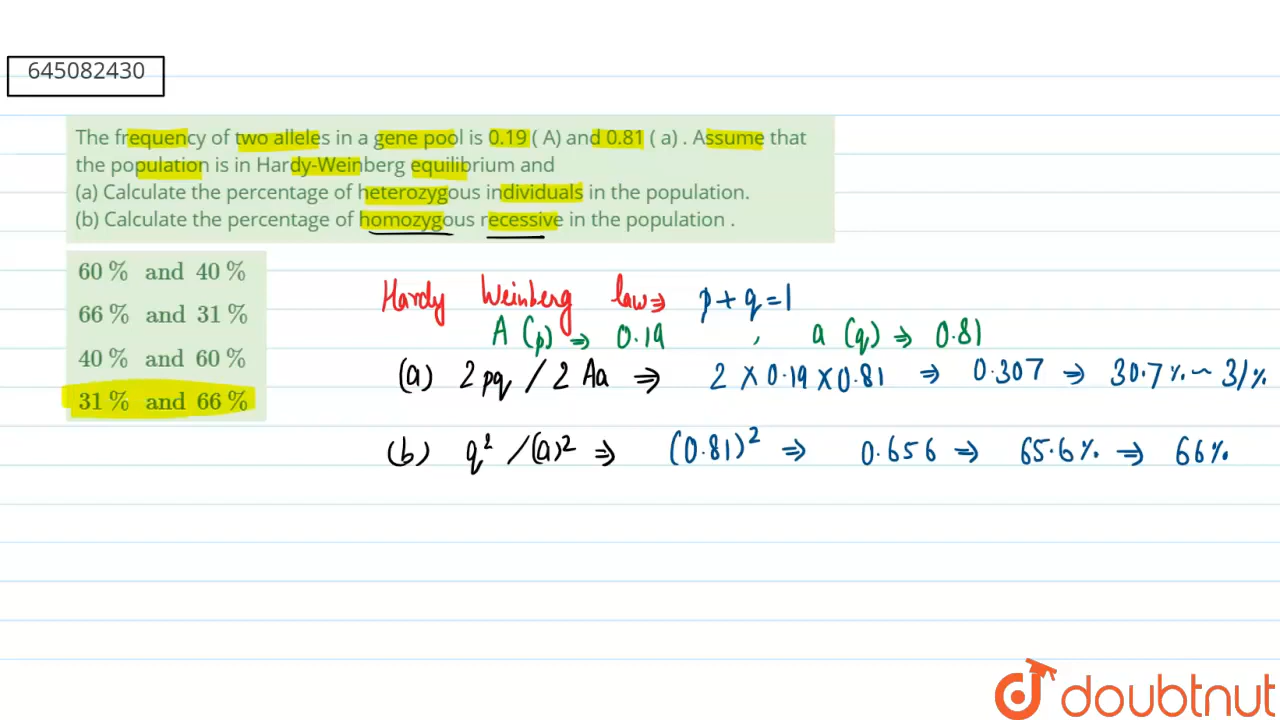 645082430
The frequency of two alleles in a gene pool is 0.19 ( A) and 0.81 ( a) . Assume that
the population is in Hardy-Weinberg equilibrium and
(a) Calculate the percentage of heterozygous individuals in the population.
(b) Calculate the percentage of homozygous recessive in the population .
60 % and 40 %
66 % and 31 %
40 % and 60 %
31 % and 66 %
Hardy Weinberg law ⇒ p + q = 1
A (p) ⇒ 0.19 , a (q) ⇒ 0.81
(a) 2pq / 2 Aa ⇒ 2 × 0.19 × 0.81 ⇒ 0.307 ⇒ 30.7% ~ 31%
(b) q² / (a)² ⇒ (0.81)² ⇒ 0.656 ⇒ 65.6% ⇒ 66%
doubtnut